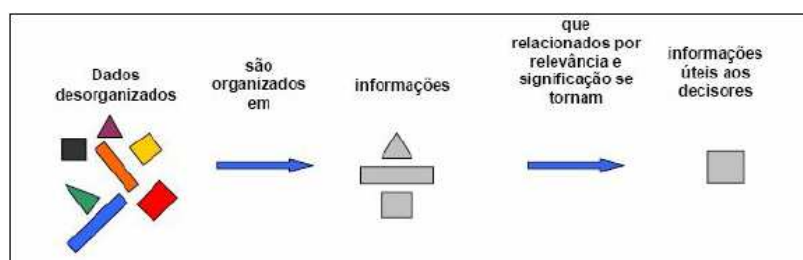 Dados
desorganizados
são
organizados
em
informações
que
relacionados por
relevância e
significação se
tornam
informações
úteis aos
decisores